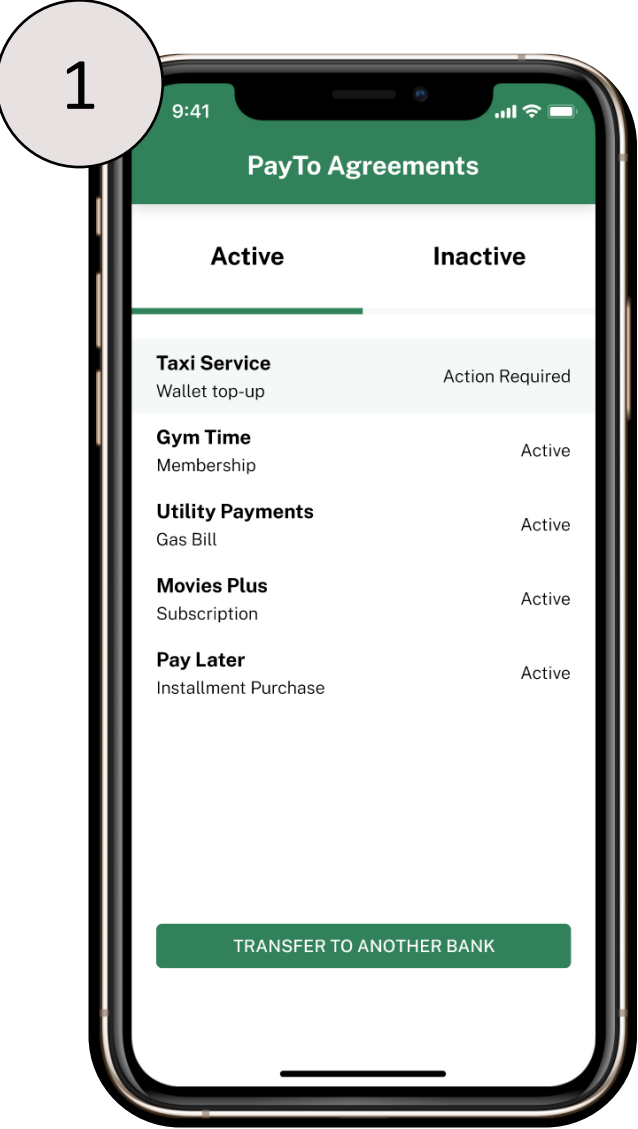 1
9:41
PayTo Agreements
Active Inactive
Taxi Service
Wallet top-up
Action Required
Gym Time
Membership
Active
Utility Payments
Gas Bill
Active
Movies Plus
Subscription
Active
Pay Later
Installment Purchase
Active
TRANSFER TO ANOTHER BANK